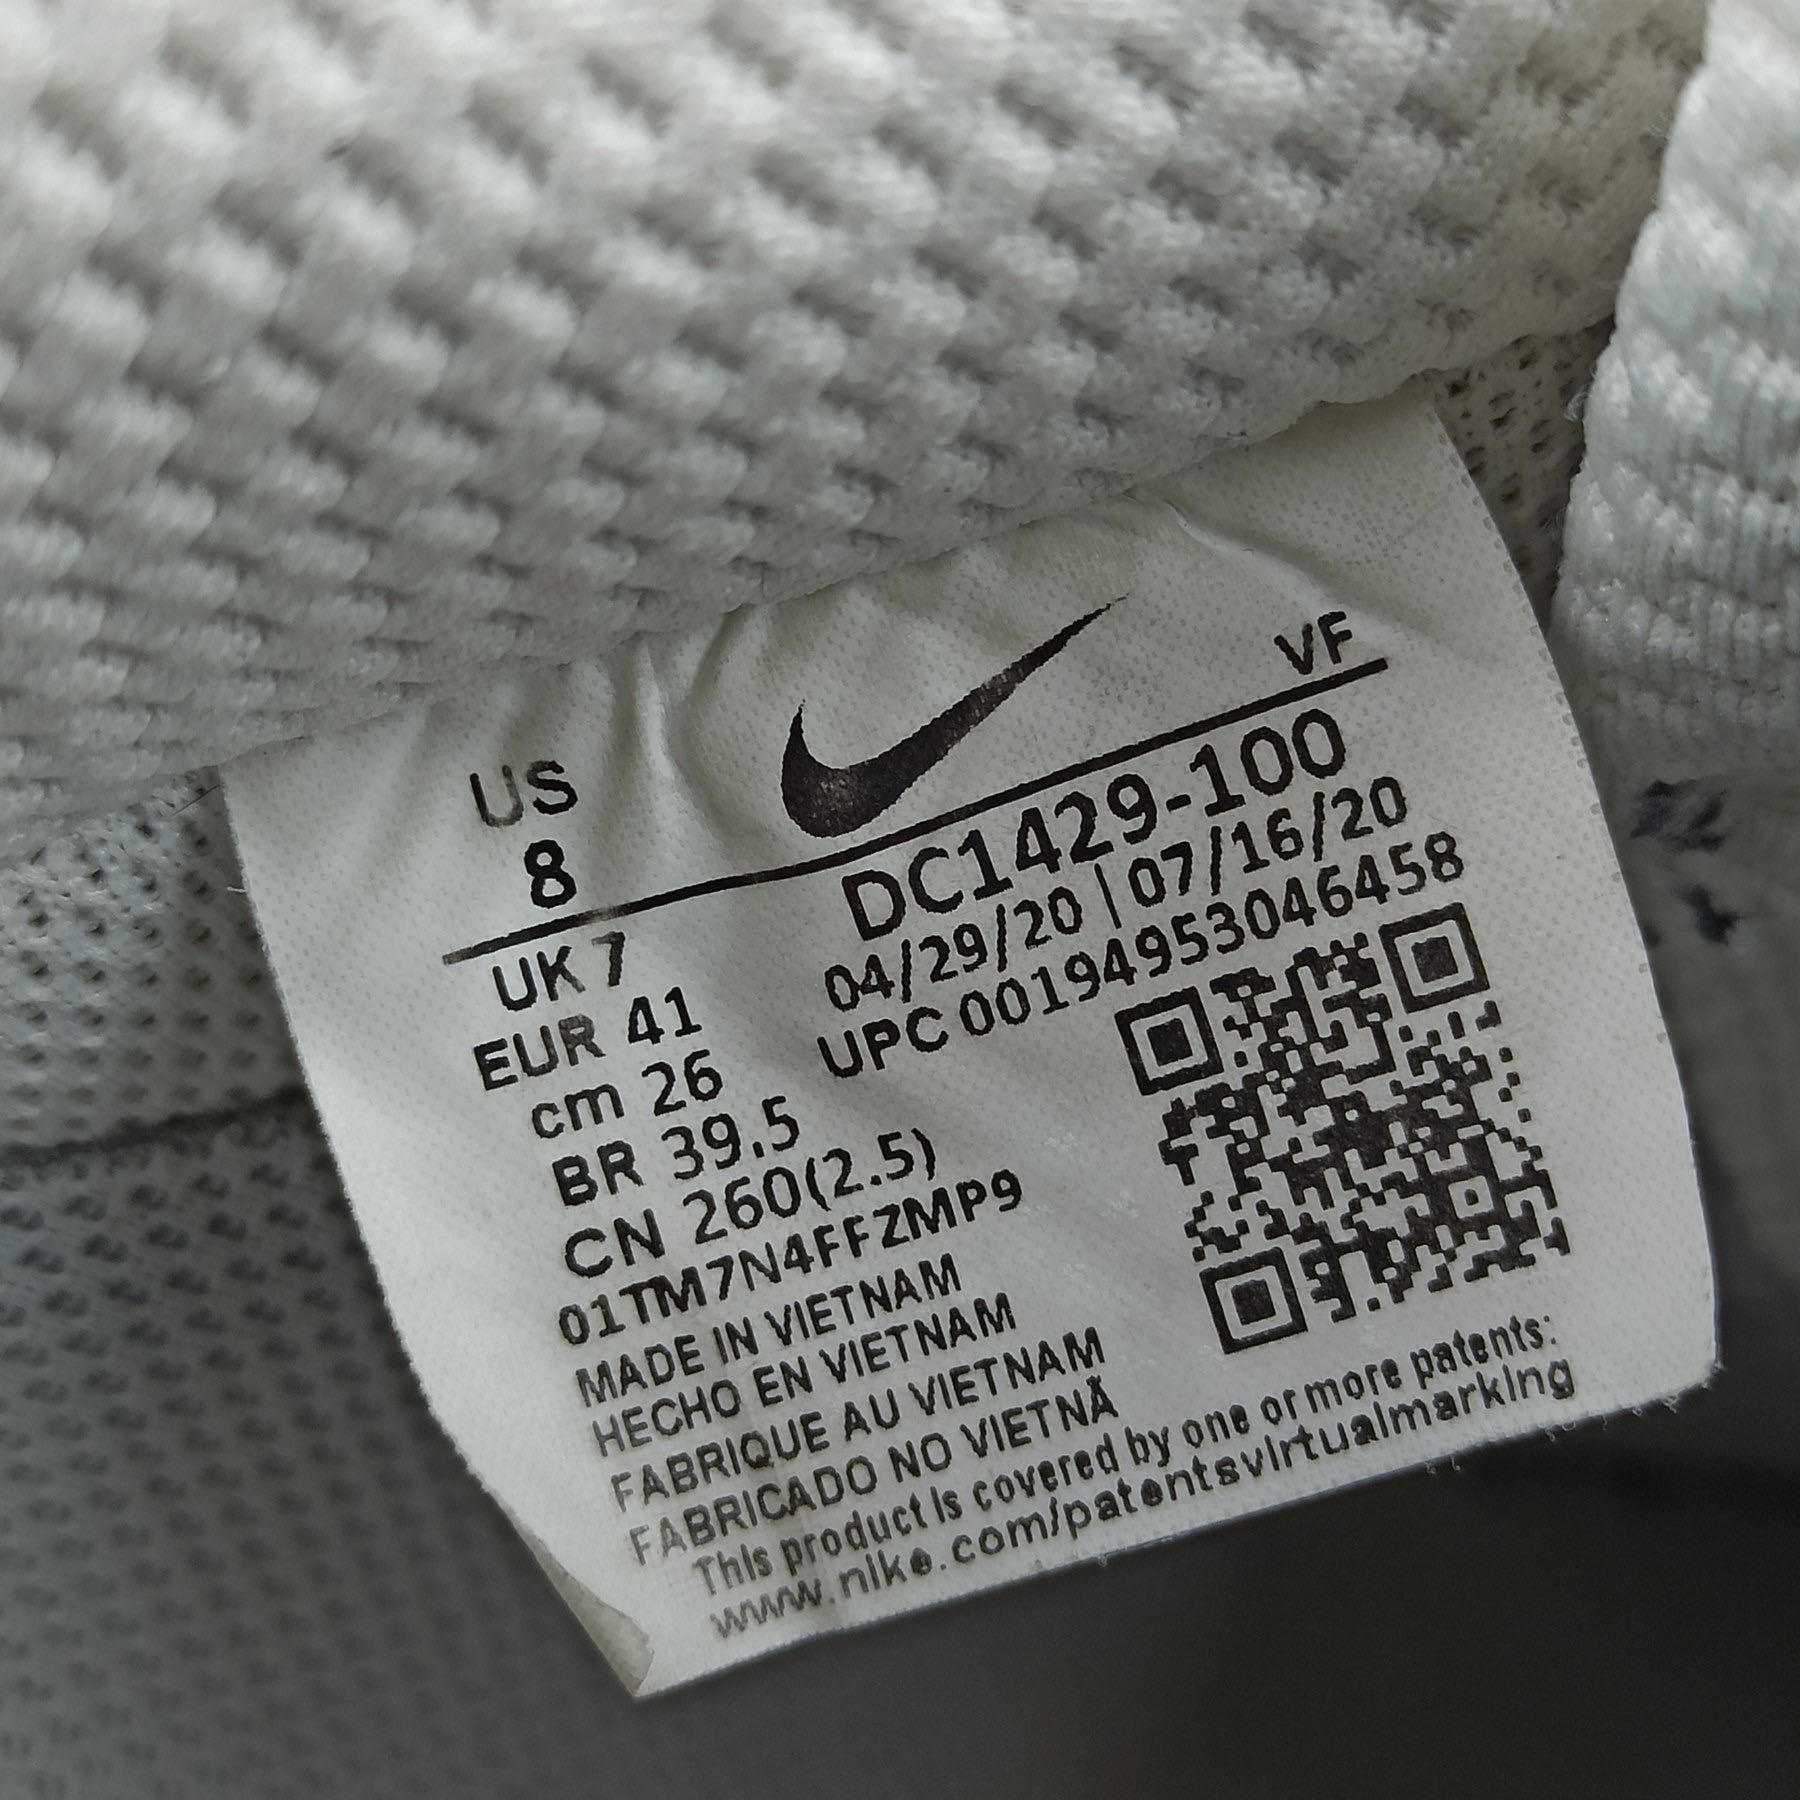 US
8
VF
UK 7
EUR 41
cm 26
BR 39.5
CN 260(2.5)
01TM7N4FFZMP9
DC1429-100
04/29/20 | 07/16/20
UPC 00194953046458
MADE IN VIETNAM
HECHO EN VIETNAM
FABRIQUE AU VIETNAM
FABRICADO NO VIETNÃ
This product is covered by one or more patents:
www.nike.com/patentsvirtualmarking